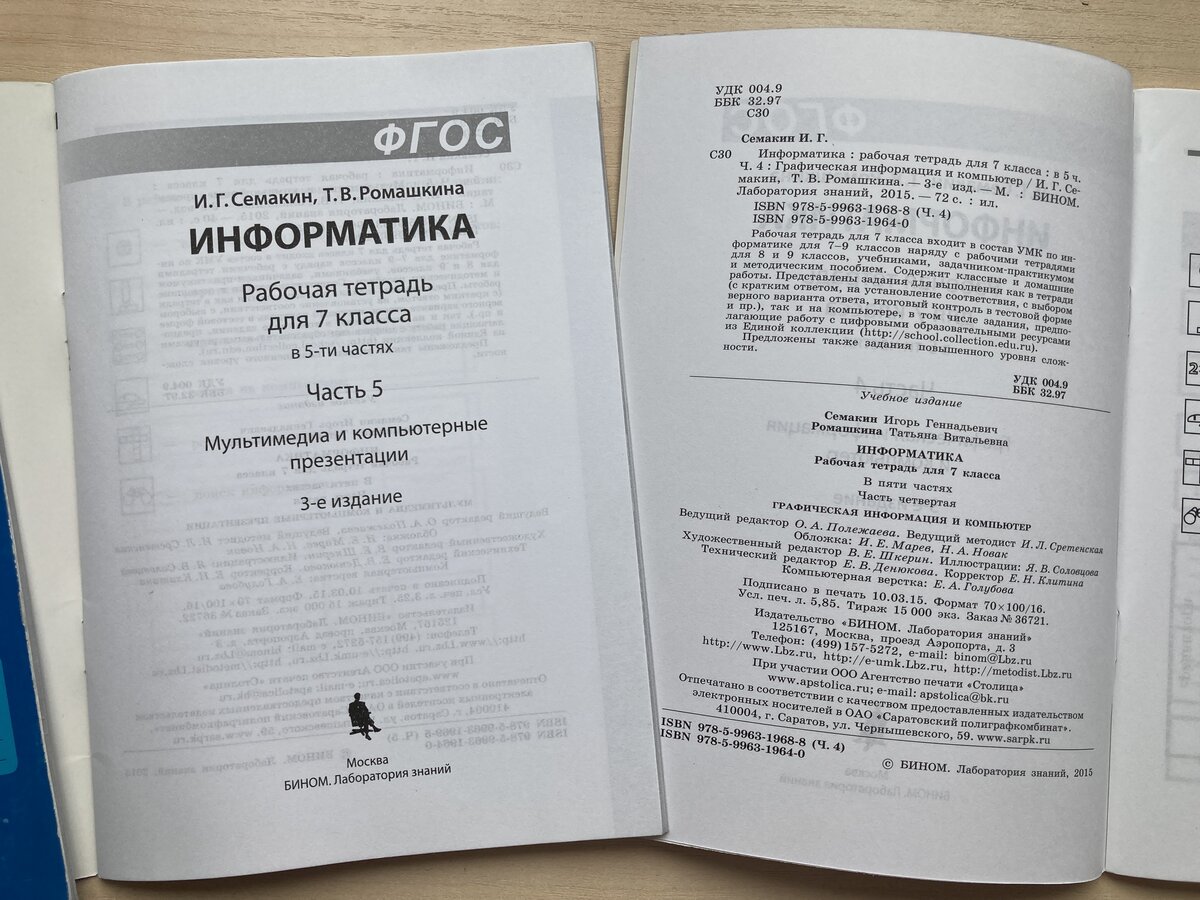 ФГОС
И. Г. Семакин, Т. В. Ромашкина
ИНФОРМАТИКА
Рабочая тетрадь
для 7 класса
в 5-ти частях
Часть 5
Мультимедиа и компьютерные
презентации
3-е издание
Москва
БИНОМ. Лаборатория знаний
УДК 004.9
ББК 32.97
С30
Семакин И. Г.
С30 Информатика : рабочая тетрадь для 7 класса : в 5 ч.
Ч. 4 : Графическая информация и компьютер / И. Г. Се-
макин, Т. В. Ромашкина. — 3-е изд. — М. : БИНОМ.
Лаборатория знаний, 2015. — 72 с. : ил.
ISBN 978-5-9963-1968-8 (Ч. 4)
ISBN 978-5-9963-1964-0
Рабочая тетрадь для 7 класса входит в состав УМК по ин-
форматике для 7–9 классов наряду с рабочими тетрадями
для 8 и 9 классов, учебниками, задачником-практикумом
и методическим пособием. Содержит классные и домашние
работы. Представлены задания для выполнения как в тетради
(с кратким ответом, на установление соответствия, с выбором
верного варианта ответа, итоговый контроль в тестовой форме
и пр.), так и на компьютере, в том числе задания, предпо-
лагающие работу с цифровыми образовательными ресурсами
из Единой коллекции (http://school.collection.edu.ru).
Предложены также задания повышенного уровня слож-
ности.
УДК 004.9
ББК 32.97
Учебное издание
Семакин Игорь Геннадьевич
Ромашкина Татьяна Витальевна
ИНФОРМАТИКА
Рабочая тетрадь для 7 класса
В пяти частях
Часть четвертая
ГРАФИЧЕСКАЯ ИНФОРМАЦИЯ И КОМПЬЮТЕР
Ведущий редактор О. А. Полежаева. Ведущий методист И. Л. Сретенская
Обложка: И. Е. Марев, Н. А. Новак
Художественный редактор В. Е. Шкерин. Иллюстрации: Я. В. Соловцова
Технический редактор Е. В. Денюкова. Корректор Е. Н. Клитина
Компьютерная верстка: Е. А. Голубова
Подписано в печать 10.03.15. Формат 70×100/16.
Усл. печ. л. 5,85. Тираж 15 000 экз. Заказ № 36721.
Издательство «БИНОМ. Лаборатория знаний»
125167, Москва, проезд Аэропорта, д. 3
Телефон: (499) 157-5272, e-mail: binom@Lbz.ru
http://www.Lbz.ru, http://e-umk.Lbz.ru, http://metodist.Lbz.ru
При участии ООО Агентство печати «Столица»
www.apstolica.ru; e-mail: apstolica@bk.ru
Отпечатано в соответствии с качеством предоставленных издательством
электронных носителей в ОАО «Саратовский полиграфкомбинат».
410004, г. Саратов, ул. Чернышевского, 59. www.sarpk.ru
ISBN 978-5-9963-1968-8 (Ч. 4)
ISBN 978-5-9963-1964-0
© БИНОМ. Лаборатория знаний, 2015